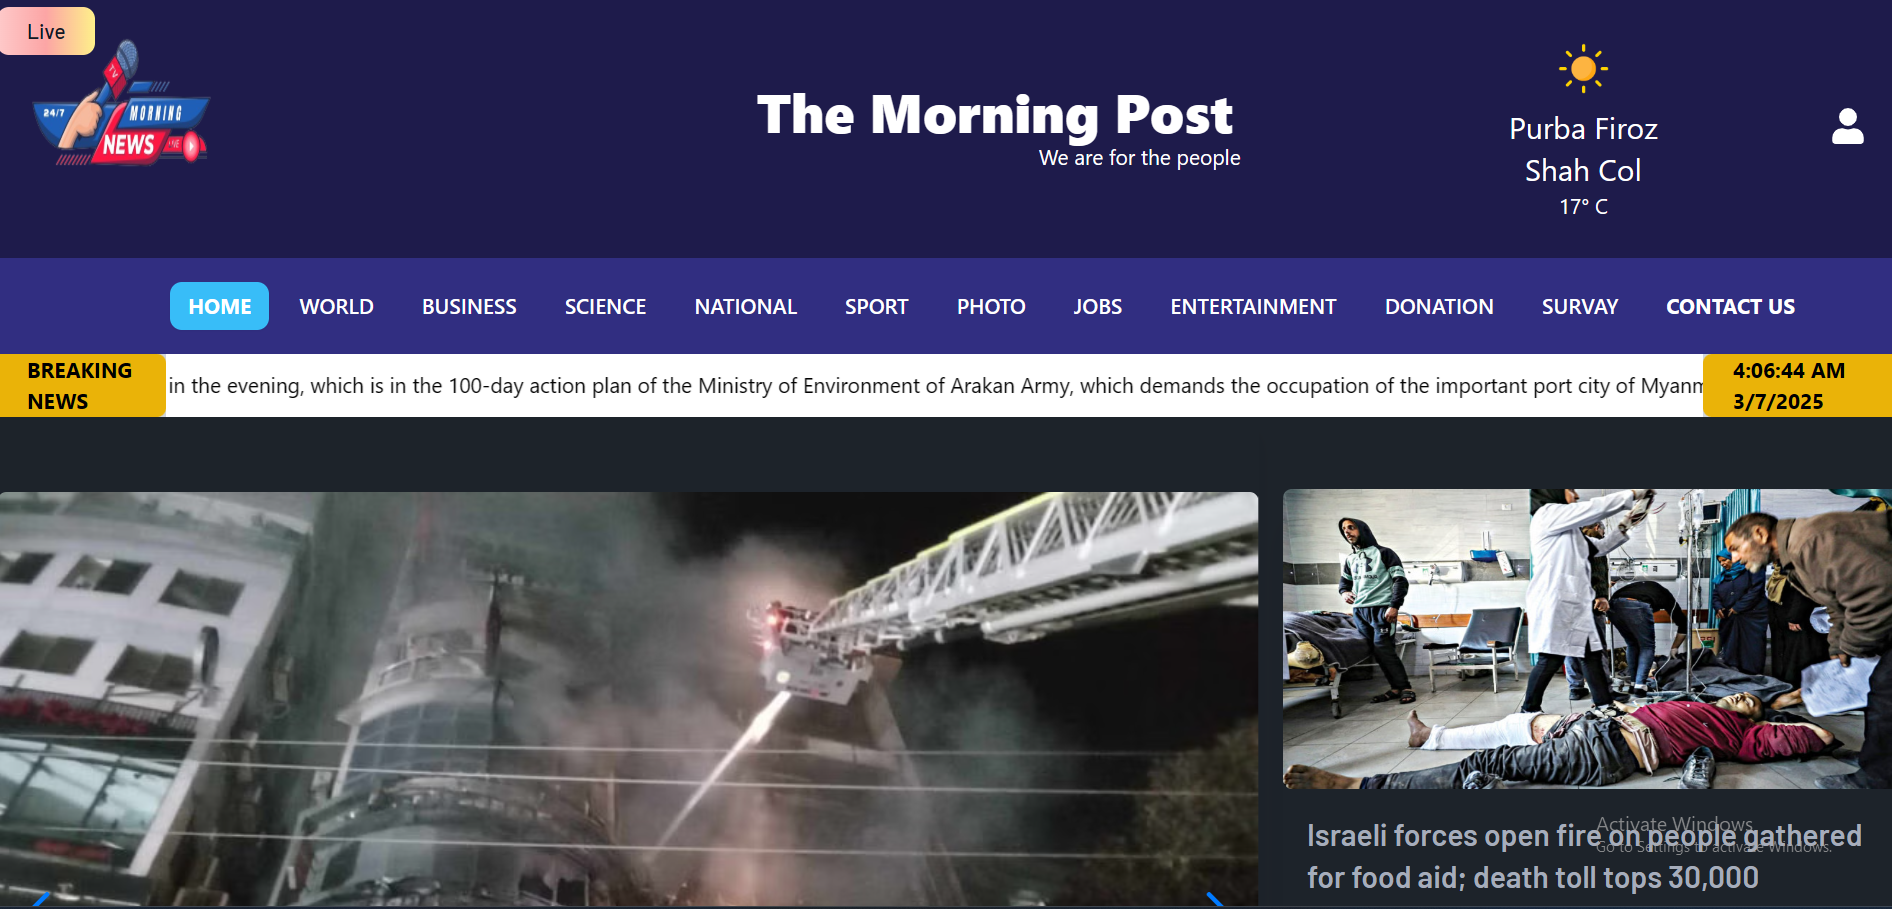 Live
TV
24/7
MORNING
NEWS
LIVE
The Morning Post
We are for the people
Purba Firoz
Shah Col
17° C
HOME WORLD BUSINESS SCIENCE NATIONAL SPORT PHOTO JOBS ENTERTAINMENT DONATION SURVAY CONTACT US
BREAKING
NEWS
in the evening, which is in the 100-day action plan of the Ministry of Environment of Arakan Army, which demands the occupation of the important port city of Myanm
4:06:44 AM
3/7/2025
Israeli forces open fire on people gathered
for food aid; death toll tops 30,000
Activate Windows
Go to Settings to activate Windows.